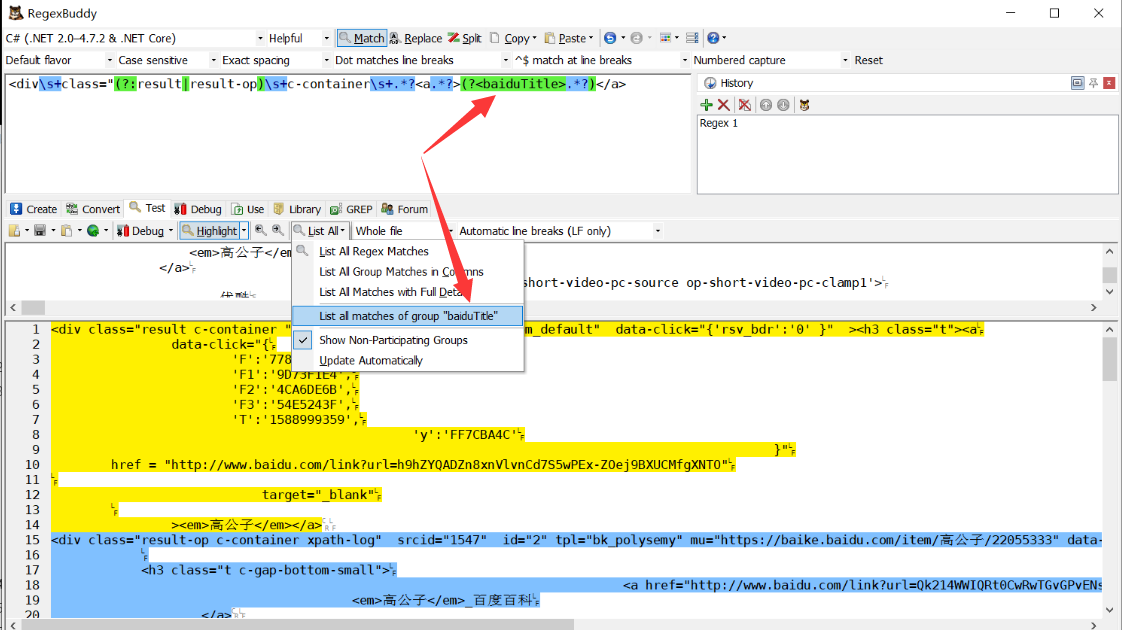 RegexBuddy
C# (.NET 2.0–4.7.2 & .NET Core) Helpful Match Replace Split Copy Paste
Default flavor Case sensitive Exact spacing Dot matches line breaks ^$ match at line breaks Numbered capture Reset
<div\s+class="(?:result|result-op)\s+c-container\s+.*?<a.*?>(?<baiduTitle>.*?)</a>
History
Regex 1
Create Convert Test Debug Use Library GREP Forum
Debug Highlight List All Whole file Automatic line breaks (LF only)
<em>高公子</em
</a>
short-video-pc-source op-short-video-pc-clamp1'>
List All Regex Matches
List All Group Matches in Columns
List All Matches with Full Deta
List all matches of group "baiduTitle"
Show Non-Participating Groups
Update Automatically
1 <div class="result c-container " m_default" data-click="{'rsv_bdr':'0' }" ><h3 class="t"><a
2 data-click="{
3 'F':'778
4 'F1':'9D73F1E4',
5 'F2':'4CA6DE6B',
6 'F3':'54E5243F',
7 'T':'1588999359',
8 'y':'FF7CBA4C'
9 }"
10 href = "http://www.baidu.com/link?url=h9hZYQADZn8xnVlvnCd7S5wPEx-ZOej9BXUCMfgXNTO"
11
12 target="_blank"
13
14 ><em>高公子</em></a>
15 <div class="result-op c-container xpath-log" srcid="1547" id="2" tpl="bk_polysemy" mu="https://baike.baidu.com/item/高公子/22055333" data-
16
17 <h3 class="t c-gap-bottom-small">
18 <a href="http://www.baidu.com/link?url=Qk214WWIQRt0CwRwTGvGPvENs
19 <em>高公子</em>_百度百科
20 </a>